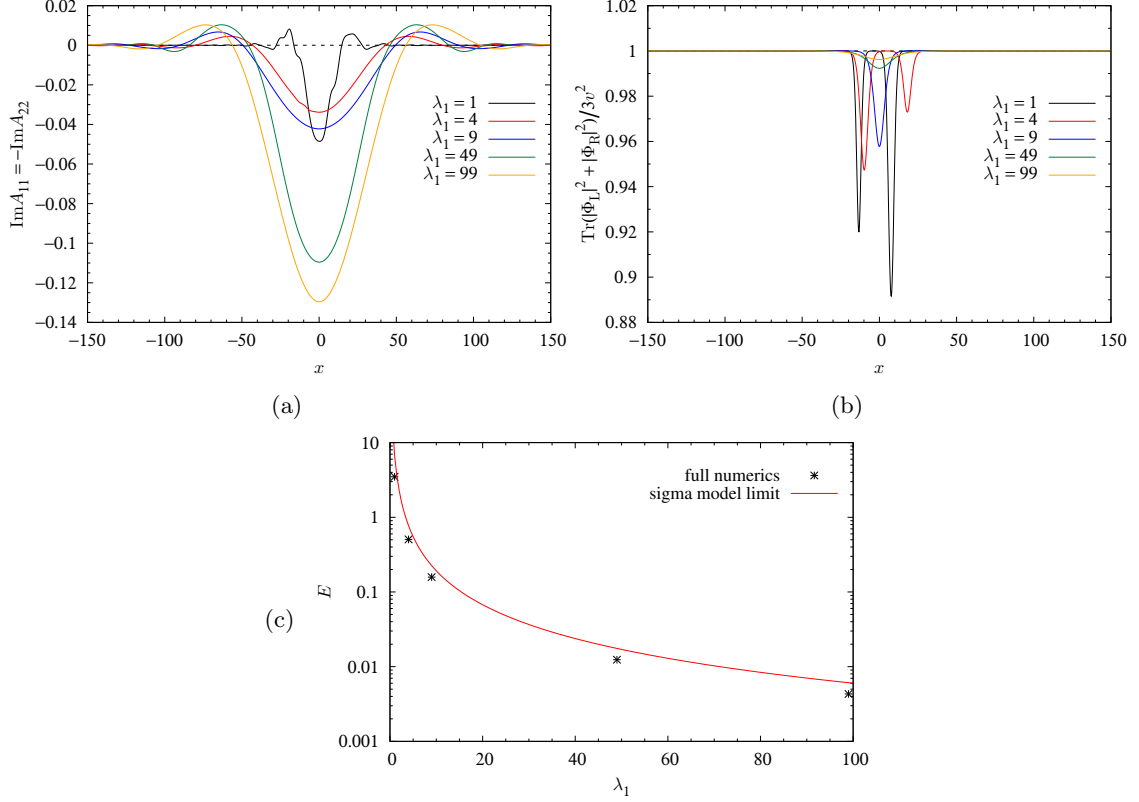 0.02
0
−0.02
−0.04
−0.06
−0.08
−0.1
−0.12
−0.14
−150
−100
−50
0
50
100
150
x
ImA₁₁ = −ImA₂₂
λ₁ = 1
λ₁ = 4
λ₁ = 9
λ₁ = 49
λ₁ = 99
(a)
1.02
1
0.98
0.96
0.94
0.92
0.9
0.88
−150
−100
−50
0
50
100
150
x
Tr(|Φ_L|² + |Φ_R|²)/3v²
λ₁ = 1
λ₁ = 4
λ₁ = 9
λ₁ = 49
λ₁ = 99
(b)
10
1
0.1
0.01
0.001
0
20
40
60
80
100
λ₁
E
full numerics
sigma model limit
(c)